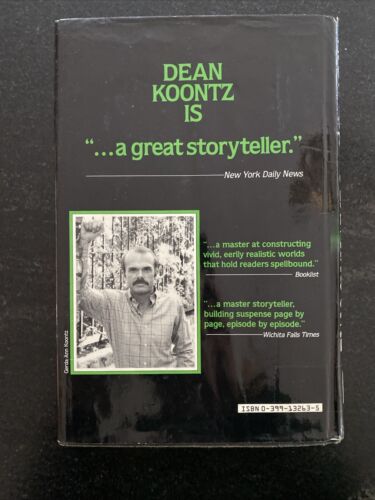 DEAN
KOONTZ
IS
“...a great storyteller.”
New York Daily News
“...a master at constructing
vivid, eerily realistic worlds
that hold readers spellbound.”
Booklist
“...a master storyteller,
building suspense page by
page, episode by episode.”
Wichita Falls Times
Gerda Ann Koontz
ISBN 0-399-13263-5